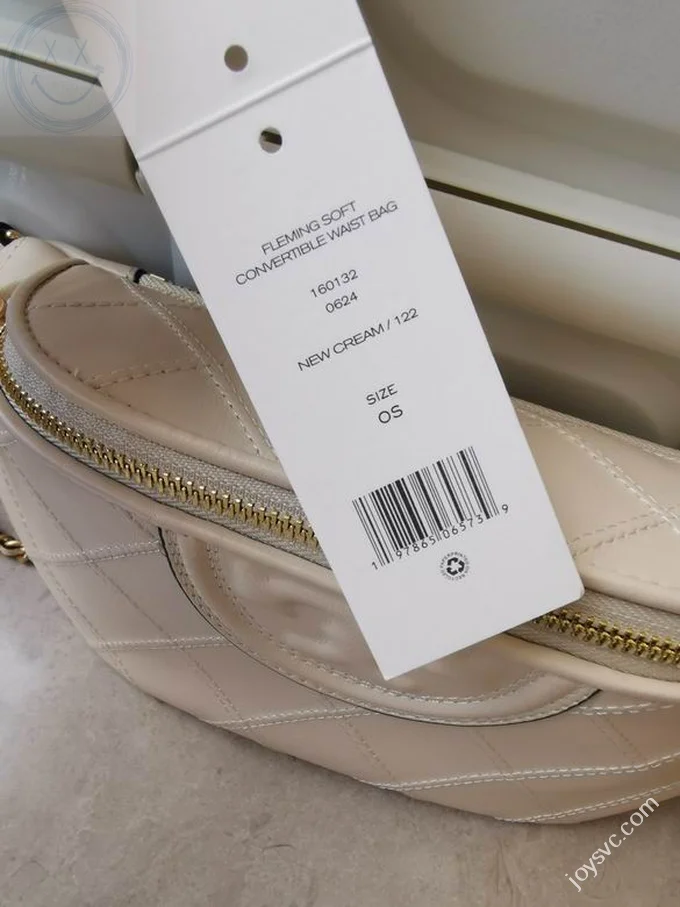 FLEMING SOFT
CONVERTIBLE WAIST BAG
160132
0624
NEW CREAM / 122
SIZE
OS
1 97865 06573 9
joysvc.com